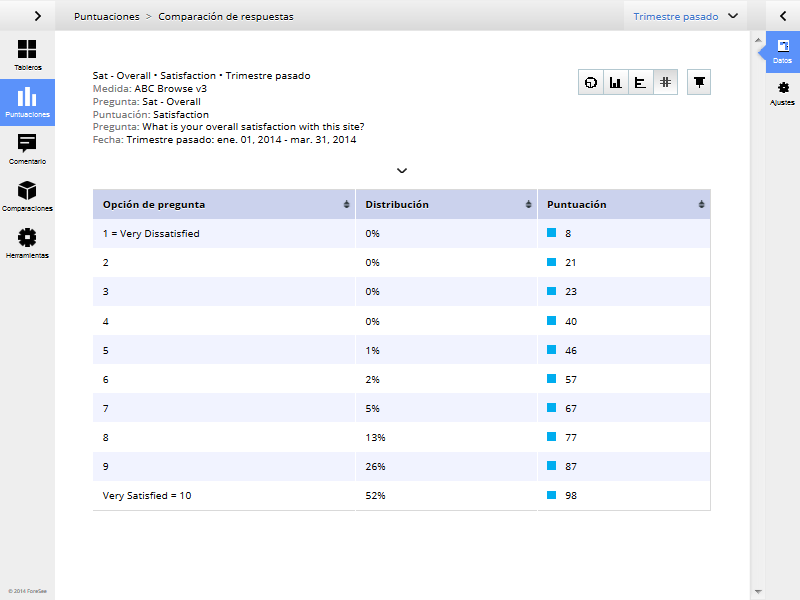 Puntuaciones > Comparación de respuestas
Trimestre pasado
Tableros
Puntuaciones
Comentario
Comparaciones
Herramientas
Datos
Ajustes
Sat - Overall • Satisfaction • Trimestre pasado
Medida: ABC Browse v3
Pregunta: Sat - Overall
Puntuación: Satisfaction
Pregunta: What is your overall satisfaction with this site?
Fecha: Trimestre pasado: ene. 01, 2014 - mar. 31, 2014
Opción de pregunta Distribución Puntuación
1 = Very Dissatisfied 0% 8
2 0% 21
3 0% 23
4 0% 40
5 1% 46
6 2% 57
7 5% 67
8 13% 77
9 26% 87
Very Satisfied = 10 52% 98
© 2014 ForeSee